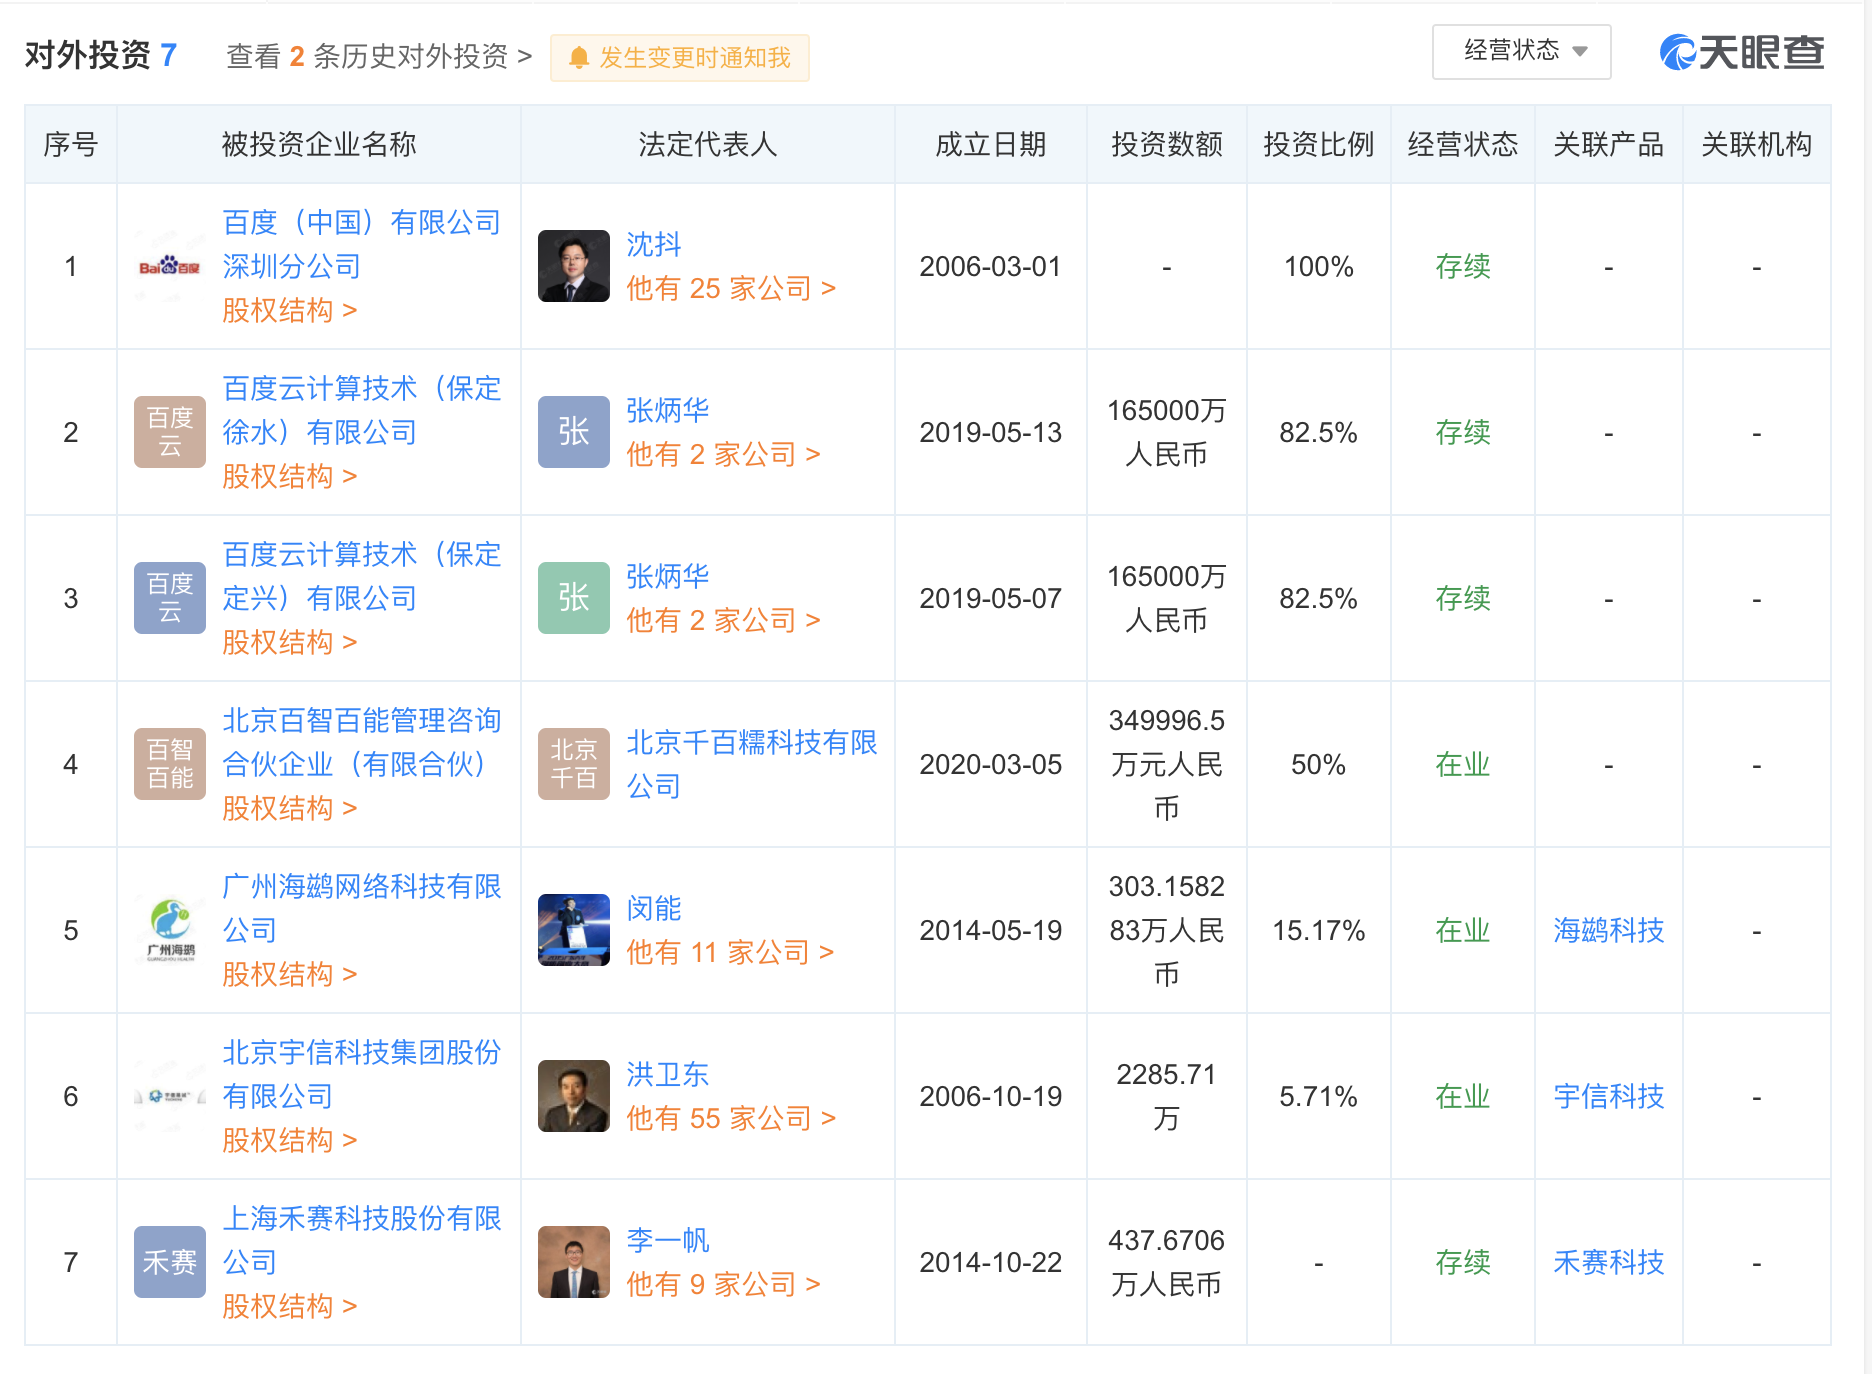 对外投资 7 查看 2 条历史对外投资 > 发生变更时通知我 经营状态 天眼查
序号 被投资企业名称 法定代表人 成立日期 投资数额 投资比例 经营状态 关联产品 关联机构
1
Bai百度
百度（中国）有限公司
深圳分公司
股权结构 >
沈抖
他有 25 家公司 >
2006-03-01
-
100%
存续
-
-
2
百度
云
百度云计算技术（保定
徐水）有限公司
股权结构 >
张
张炳华
他有 2 家公司 >
2019-05-13
165000万
人民币
82.5%
存续
-
-
3
百度
云
百度云计算技术（保定
定兴）有限公司
股权结构 >
张
张炳华
他有 2 家公司 >
2019-05-07
165000万
人民币
82.5%
存续
-
-
4
百智
百能
北京百智百能管理咨询
合伙企业（有限合伙）
股权结构 >
北京
千百
北京千百糯科技有限
公司
2020-03-05
349996.5
万元人民
币
50%
在业
-
-
5
广州海鹚
广州海鹚网络科技有限
公司
股权结构 >
闵能
他有 11 家公司 >
2014-05-19
303.1582
83万人民
币
15.17%
在业
海鹚科技
-
6
北京宇信科技集团股份
有限公司
股权结构 >
洪卫东
他有 55 家公司 >
2006-10-19
2285.71
万
5.71%
在业
宇信科技
-
7
禾赛
上海禾赛科技股份有限
公司
股权结构 >
李一帆
他有 9 家公司 >
2014-10-22
437.6706
万人民币
-
存续
禾赛科技
-